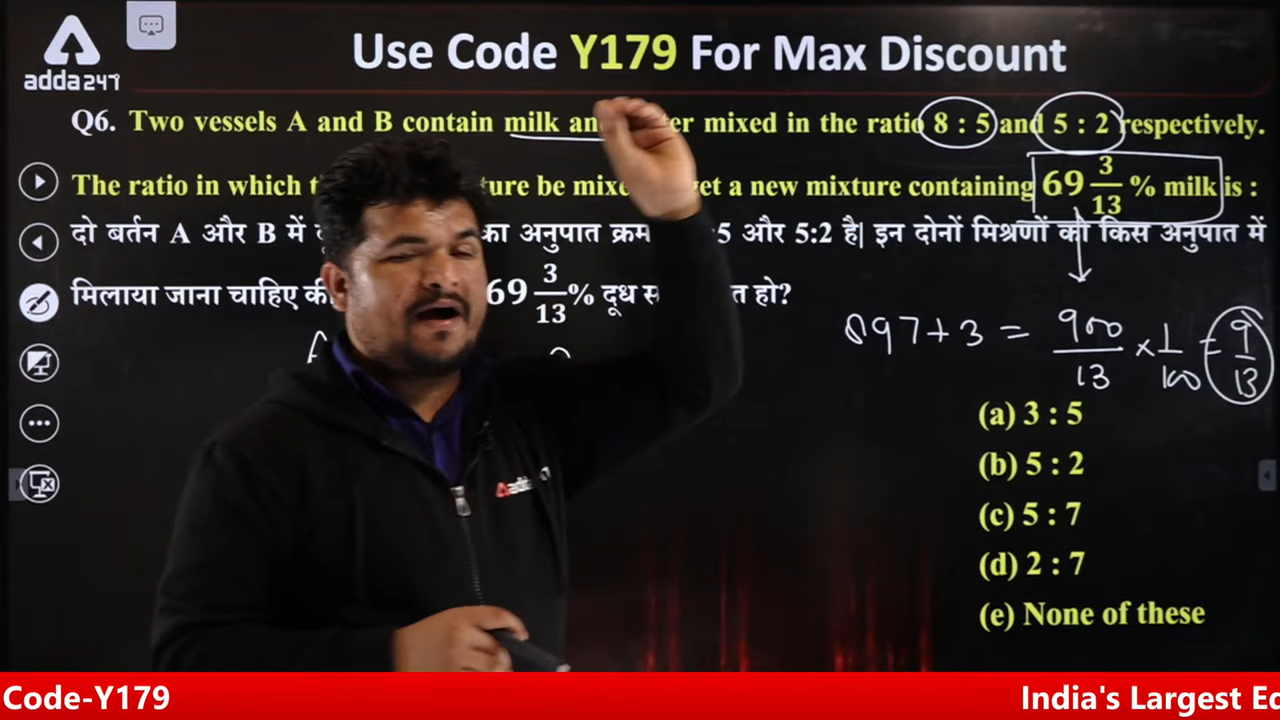 adda247
Use Code Y179 For Max Discount
Q6. Two vessels A and B contain milk an er mixed in the ratio 8 : 5 and 5 : 2 respectively.
The ratio in which t ure be mixe get a new mixture containing 69 3/13 % milk is :
दो बर्तन A और B में का अनुपात क्रम :5 और 5:2 है| इन दोनों मिश्रणों को किस अनुपात में
मिलाया जाना चाहिए की 69 3/13 % दूध स त हो?
897+3 = 900/13 × 1/100 = 9/13
(a) 3 : 5
(b) 5 : 2
(c) 5 : 7
(d) 2 : 7
(e) None of these
adda
Code-Y179
India's Largest Ed